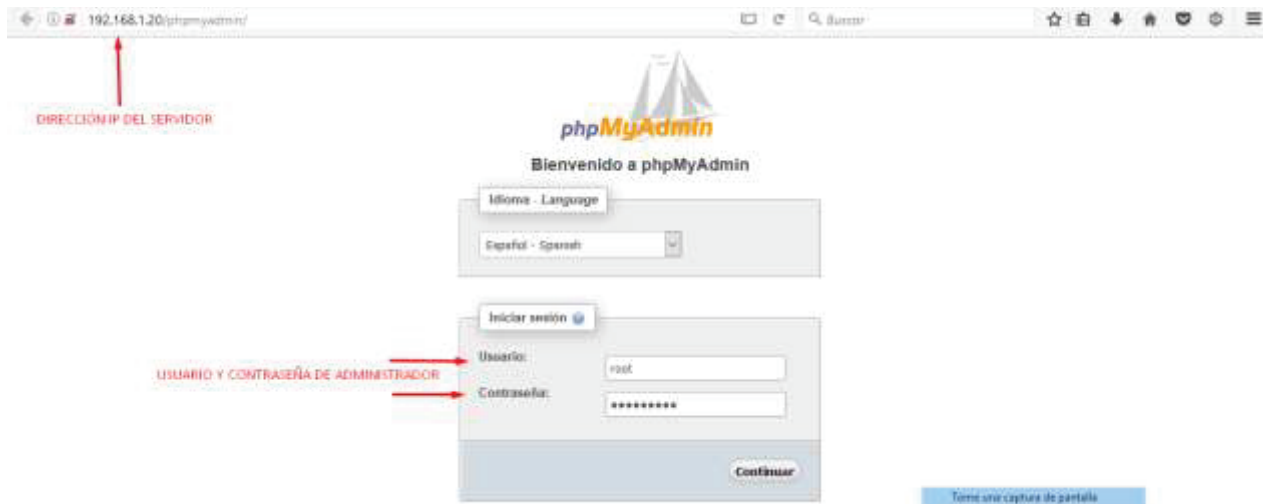 192.168.1.20/phpmyadmin/
Buscar
DIRECCIÓN IP DEL SERVIDOR
phpMyAdmin
Bienvenido a phpMyAdmin
Idioma - Language
Español - Spanish
Iniciar sesión
Usuario:
root
USUARIO Y CONTRASEÑA DE ADMINISTRADOR
Contraseña:
•••••••••
Continuar
Tome una captura de pantalla